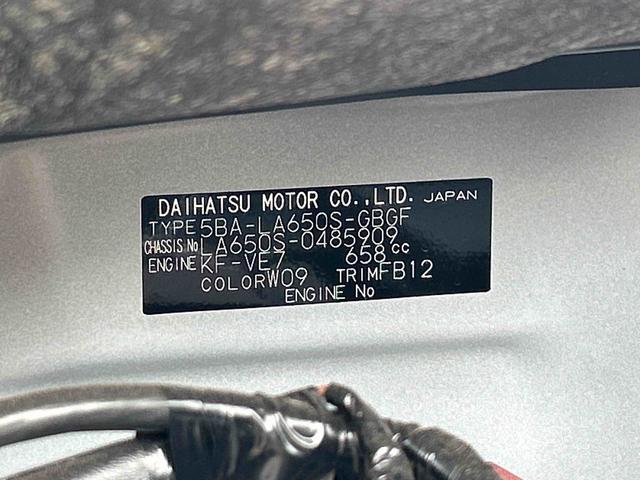 DAIHATSU MOTOR CO.,LTD. JAPAN
TYPE 5BA-LA650S-GBGF
CHASSIS No LA650S-0485909
ENGINE KF-VE7 658cc
COLOR W09 TRIM FB12
ENGINE No